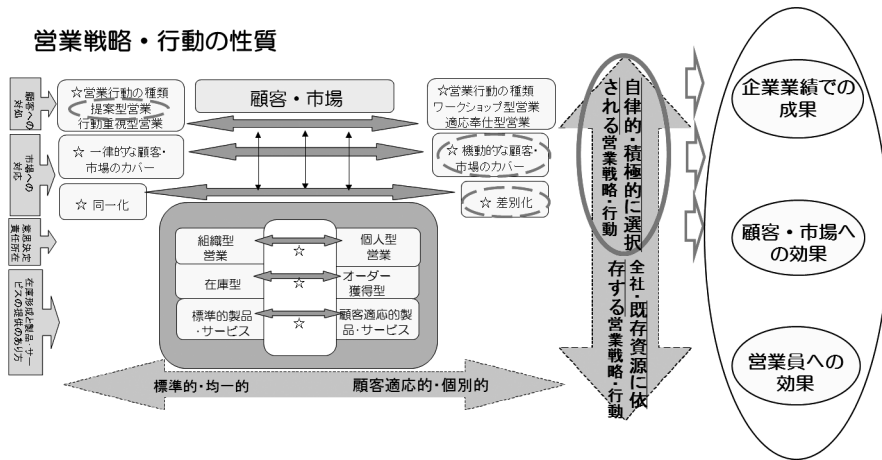 営業戦略・行動の性質
顧客への
対処
☆営業行動の種類
提案型営業
行動重視型営業
顧客・市場
☆営業行動の種類
ワークショップ型営業
適応奉仕型営業
市場への
対応
☆ 一律的な顧客・
市場のカバー
☆ 機動的な顧客・
市場のカバー
☆ 同一化
☆ 差別化
意思決定
責任所在
組織型
営業
☆
個人型
営業
在庫型
☆
オーダー
獲得型
在庫形成と製品・サー
ビスの提供のあり方
標準的製品
・サービス
☆
顧客適応的製
品・サービス
標準的・均一的
顧客適応的・個別的
自律的・積極的に選択
される営業戦略・行動
全社・既存資源に依
存する営業戦略・行動
企業業績での
成果
顧客・市場へ
の効果
営業員への
効果